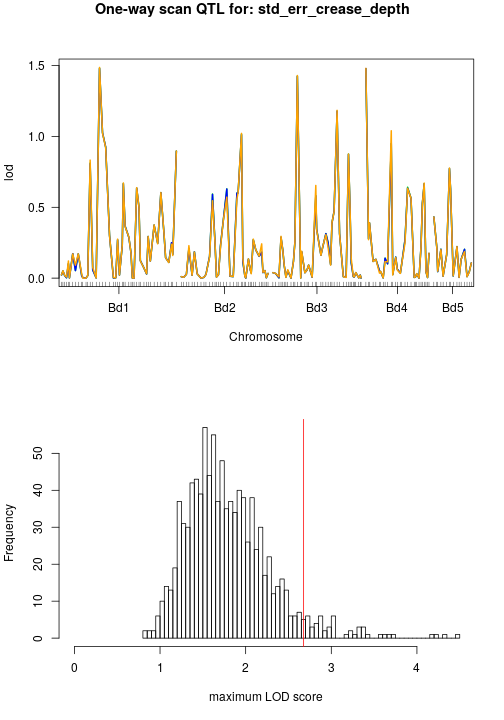 One-way scan QTL for: std_err_crease_depth
lod
1.5
1.0
0.5
0.0
Bd1 Bd2 Bd3 Bd4 Bd5
Chromosome
Frequency
50
40
30
20
10
0
0 1 2 3 4
maximum LOD score